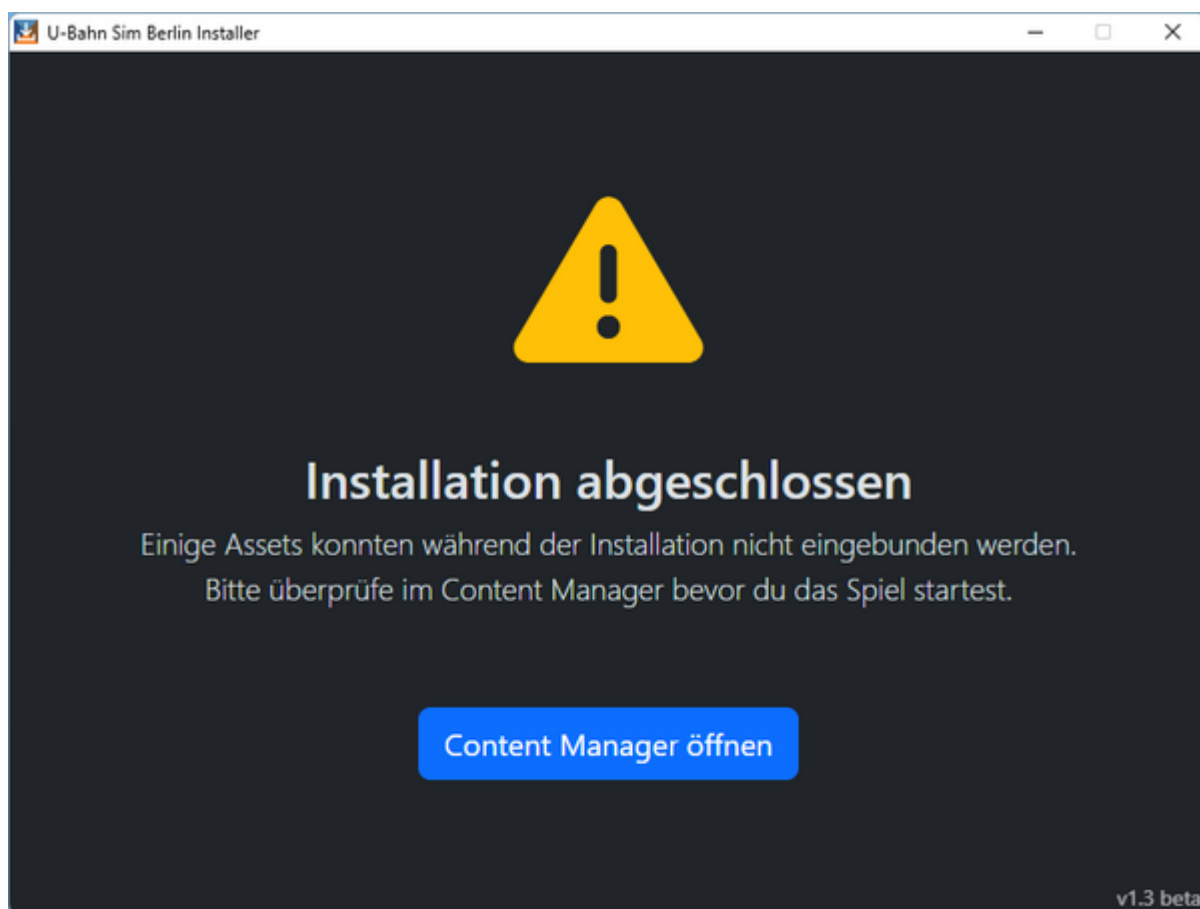 U-Bahn Sim Berlin Installer
Installation abgeschlossen
Einige Assets konnten während der Installation nicht eingebunden werden.
Bitte überprüfe im Content Manager bevor du das Spiel startest.
Content Manager öffnen
v1.3 beta